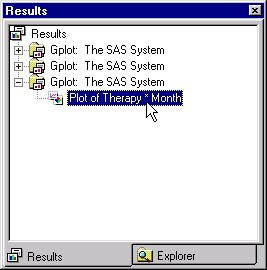 Results
Results
Gplot: The SAS System
Gplot: The SAS System
Gplot: The SAS System
Plot of Therapy * Month
Results
Explorer